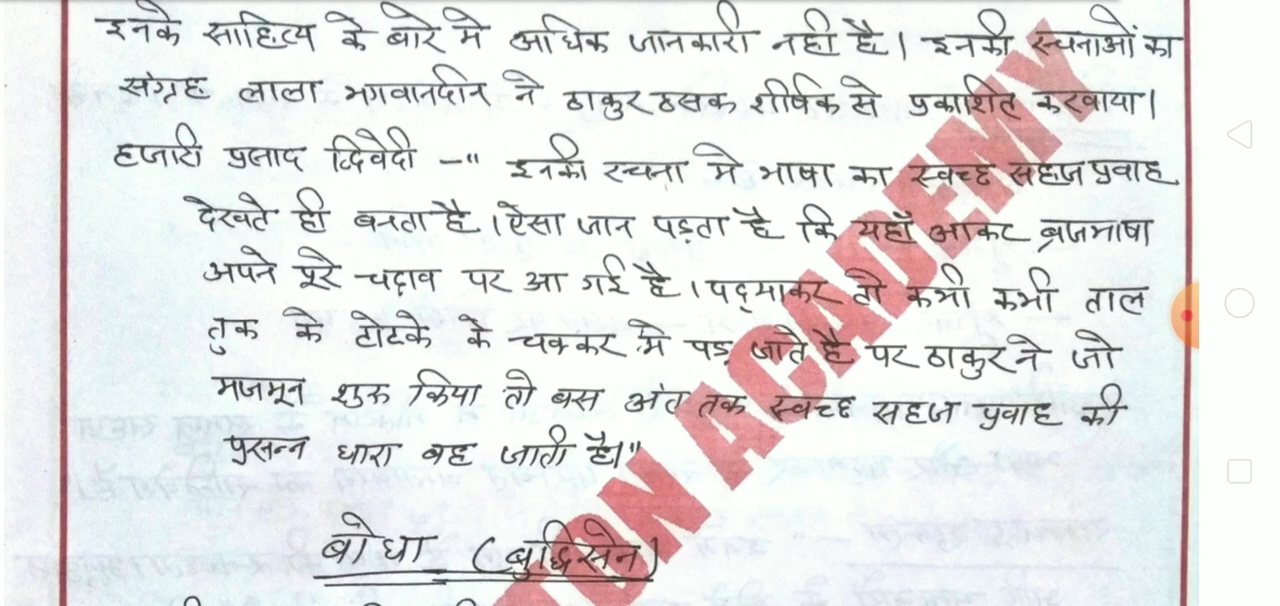 इनके साहित्य के बारे मे अधिक जानकारी नही है। इनकी रचनाओं का
संग्रह लाला भगवानदीन ने ठाकुर ठसक शीर्षक से प्रकाशित करवाया।
हजारी प्रसाद द्विवेदी -" इनकी रचना मे भाषा का स्वच्छ सहज प्रवाह
देखते ही बनता है। ऐसा जान पड़ता है कि यहाँ आकर ब्रजभाषा
अपने पूरे चढ़ाव पर आ गई है। पद्माकर तो कभी कभी ताल
तुक के टोटके के चक्कर मे पड़ जाते है पर ठाकुर ने जो
मजमून शुरू किया तो बस अंत तक स्वच्छ सहज प्रवाह की
प्रसन्न धारा बह जाती है।"
बोधा (बुद्धिसेन)
ION ACADEMY